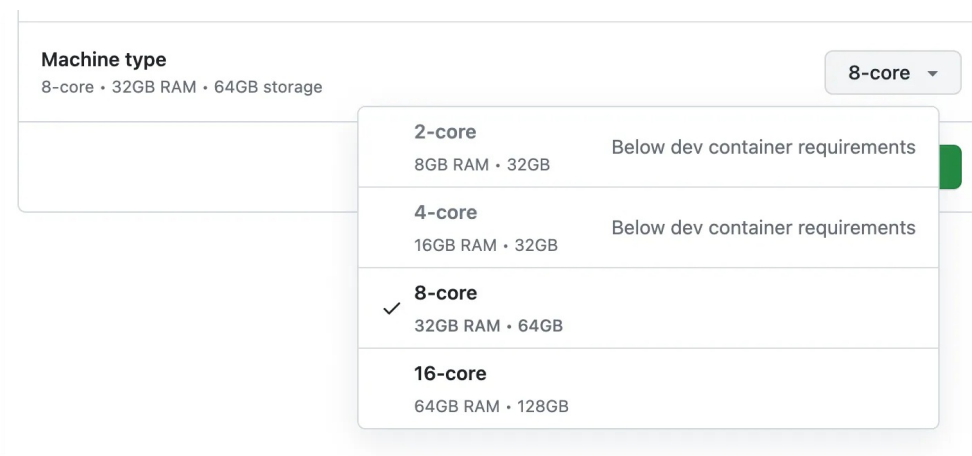 Machine type
8-core • 32GB RAM • 64GB storage
8-core
2-core
8GB RAM • 32GB
Below dev container requirements
4-core
16GB RAM • 32GB
Below dev container requirements
8-core
32GB RAM • 64GB
16-core
64GB RAM • 128GB